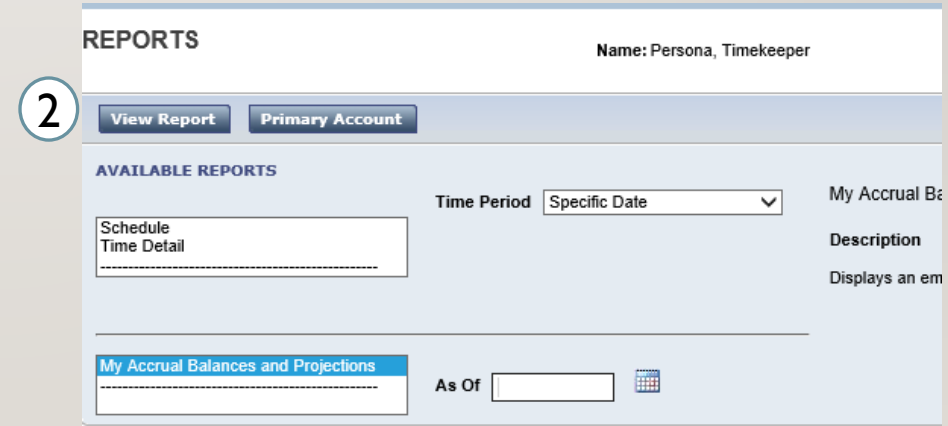 REPORTS
Name: Persona, Timekeeper
2
View Report Primary Account
AVAILABLE REPORTS
Time Period Specific Date
My Accrual Ba
Schedule
Time Detail
Description
Displays an em
My Accrual Balances and Projections
As Of